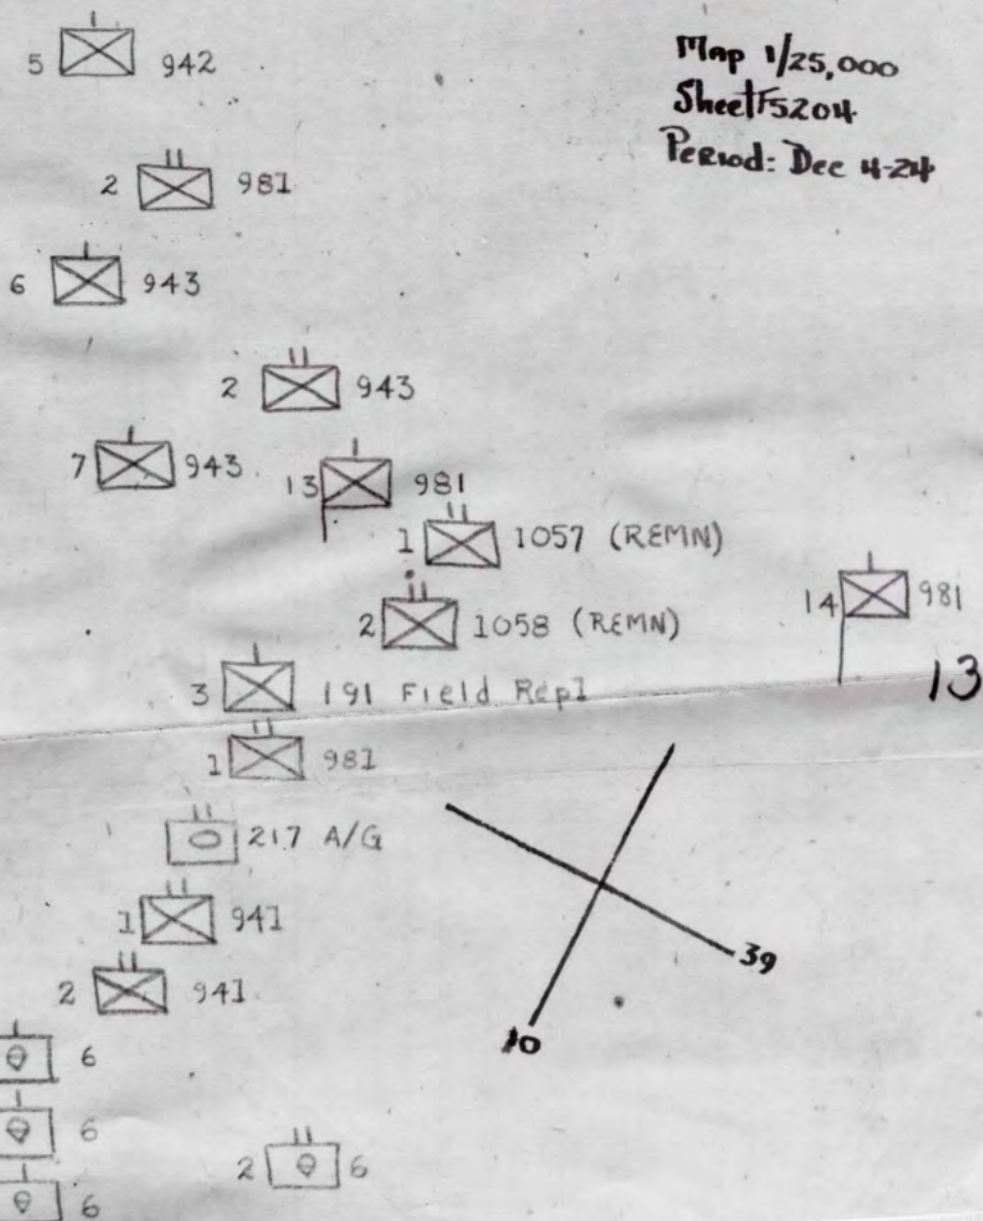 Map 1/25,000
Sheet F5204
Period: Dec 4-24
5 942
2 981
6 943
2 943
7 943
13 981
1 1057 (REMN)
14 981
2 1058 (REMN)
13
3 191 Field Repl
1 981
217 A/G
1 941
39
2 941
10
6
6
2 6
6